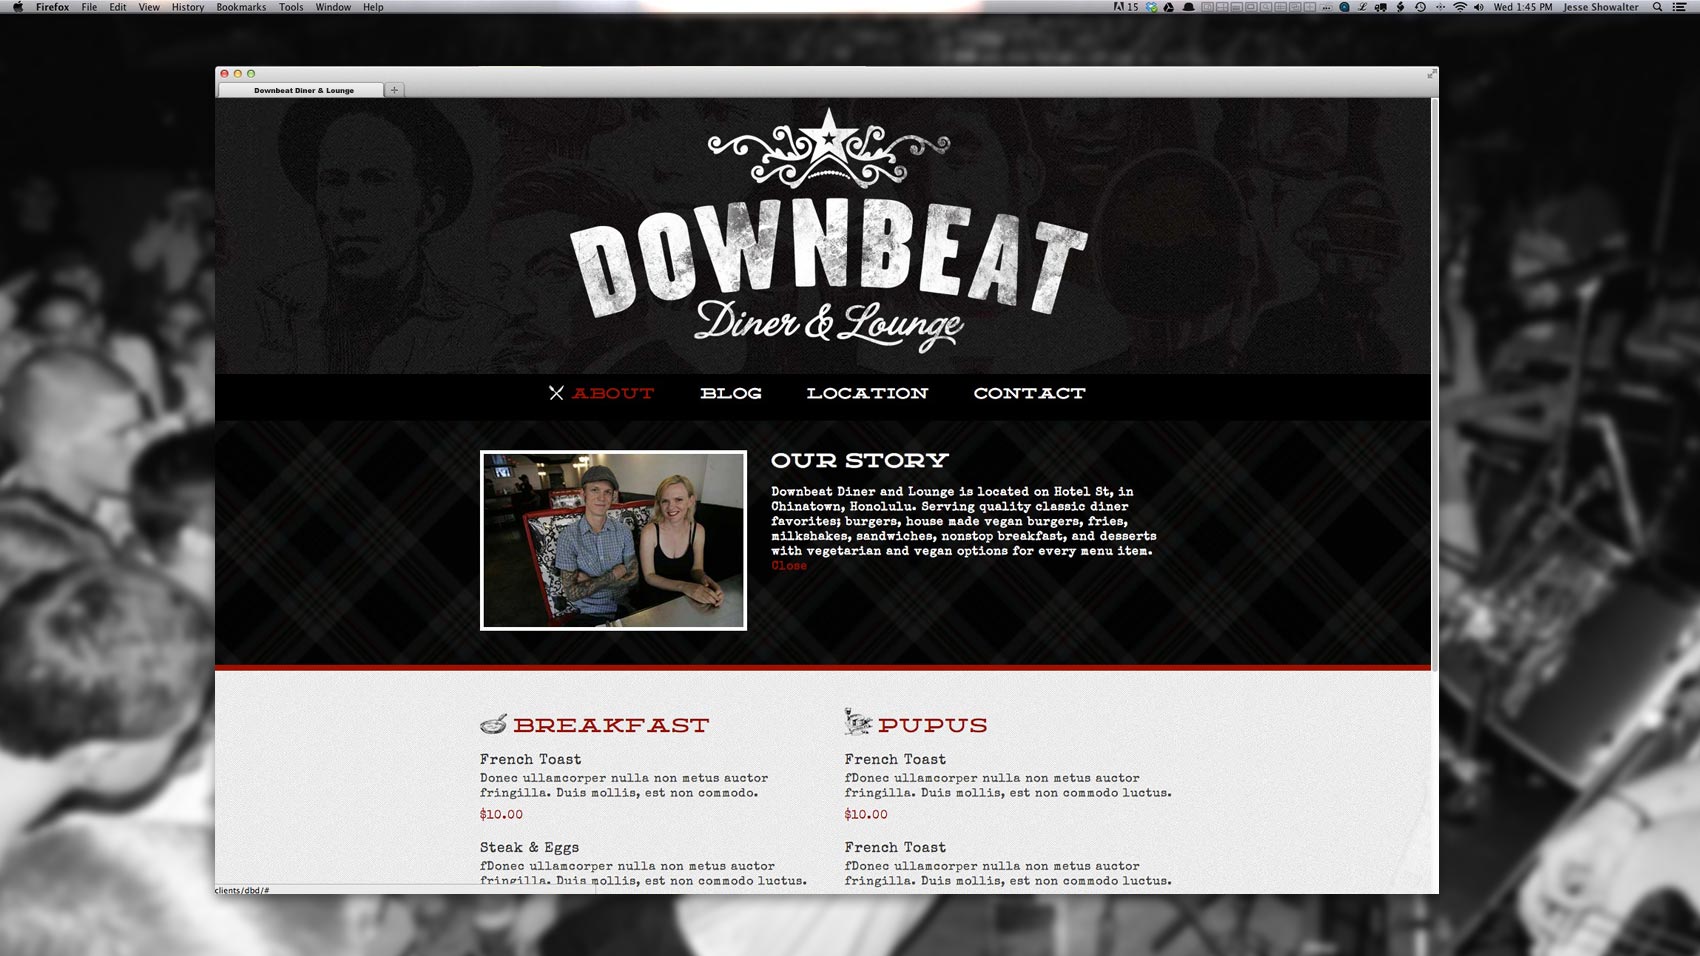 Firefox File Edit View History Bookmarks Tools Window Help
15 Wed 1:45 PM Jesse Showalter
Downbeat Diner & Lounge
DOWNBEAT
Diner & Lounge
ABOUT BLOG LOCATION CONTACT
OUR STORY
Downbeat Diner and Lounge is located on Hotel St, in
Chinatown, Honolulu. Serving quality classic diner
favorites; burgers, house made vegan burgers, fries,
milkshakes, sandwiches, nonstop breakfast, and desserts
with vegetarian and vegan options for every menu item.
Close
BREAKFAST
French Toast
Donec ullamcorper nulla non metus auctor
fringilla. Duis mollis, est non commodo.
$10.00
Steak & Eggs
fDonec ullamcorper nulla non metus auctor
fringilla. Duis mollis, est non commodo luctus.
PUPUS
French Toast
fDonec ullamcorper nulla non metus auctor
fringilla. Duis mollis, est non commodo luctus.
$10.00
French Toast
fDonec ullamcorper nulla non metus auctor
fringilla. Duis mollis, est non commodo luctus.
clients/dbd/#